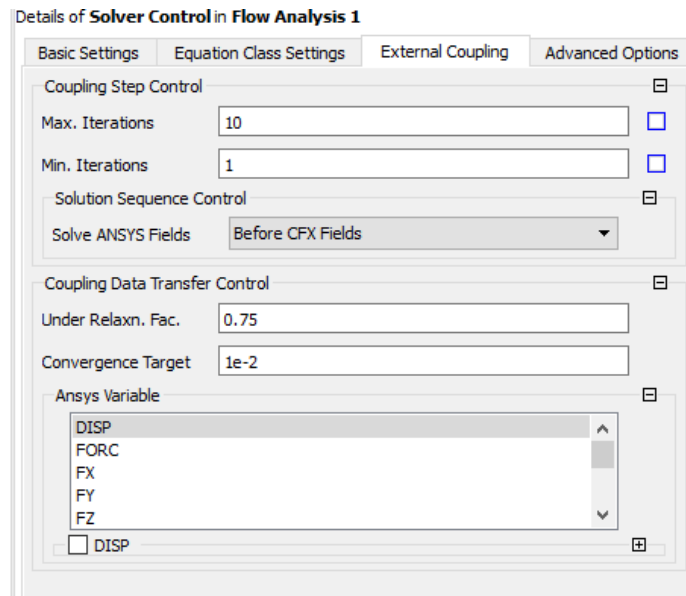 Details of Solver Control in Flow Analysis 1
Basic Settings Equation Class Settings External Coupling Advanced Options
Coupling Step Control
Max. Iterations 10
Min. Iterations 1
Solution Sequence Control
Solve ANSYS Fields Before CFX Fields
Coupling Data Transfer Control
Under Relaxn. Fac. 0.75
Convergence Target 1e-2
Ansys Variable
DISP
FORC
FX
FY
FZ
DISP